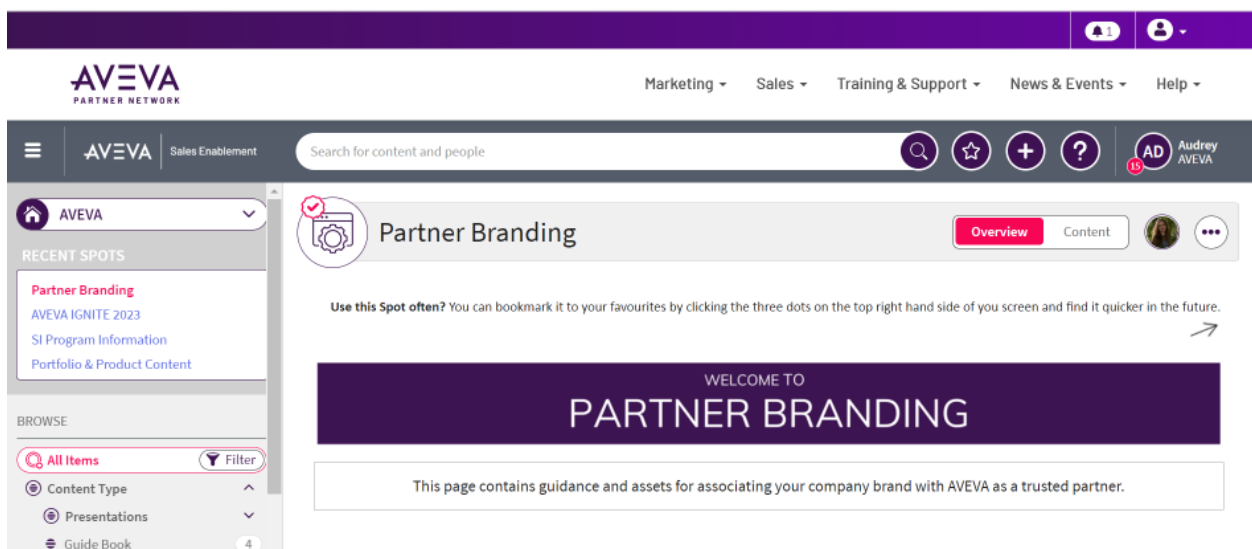 1
AVEVA
PARTNER NETWORK
Marketing
Sales
Training & Support
News & Events
Help
AVEVA
Sales Enablement
Search for content and people
?
AD
15
Audrey
AVEVA
AVEVA
RECENT SPOTS
Partner Branding
AVEVA IGNITE 2023
SI Program Information
Portfolio & Product Content
BROWSE
All Items
Filter
Content Type
Presentations
Guide Book
4
Partner Branding
Overview
Content
Use this Spot often? You can bookmark it to your favourites by clicking the three dots on the top right hand side of you screen and find it quicker in the future.
WELCOME TO
PARTNER BRANDING
This page contains guidance and assets for associating your company brand with AVEVA as a trusted partner.